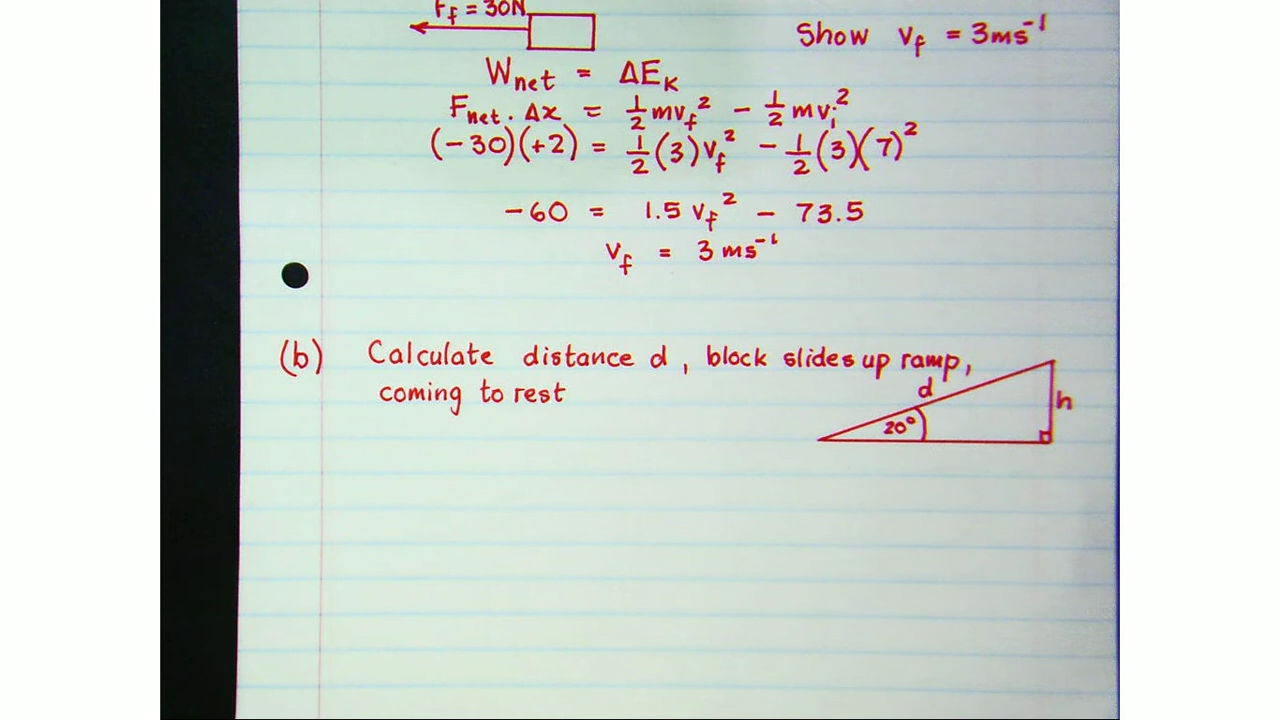 Ff = 30N
Show vf = 3ms⁻¹
Wnet = ΔEK
Fnet . Δx = ½mvf² - ½mvi²
(-30)(+2) = ½(3)vf² - ½(3)(7)²
-60 = 1.5 vf² - 73.5
vf = 3 ms⁻¹
(b) Calculate distance d, block slides up ramp,
coming to rest
d
h
20°